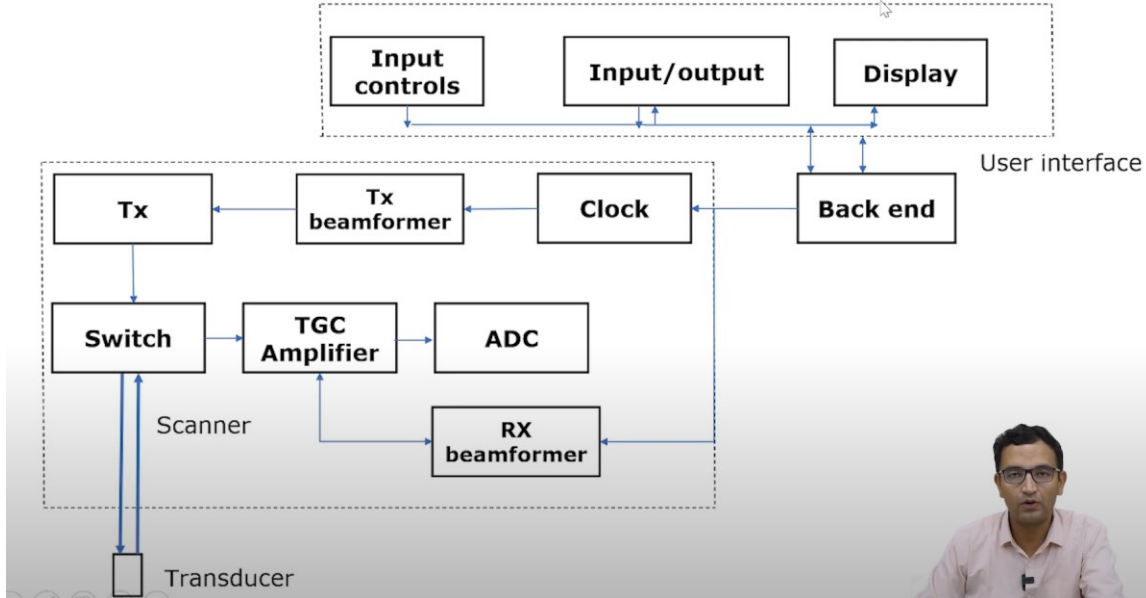 Input
controls
Input/output
Display
User interface
Tx
Tx
beamformer
Clock
Back end
Switch
TGC
Amplifier
ADC
Scanner
RX
beamformer
Transducer